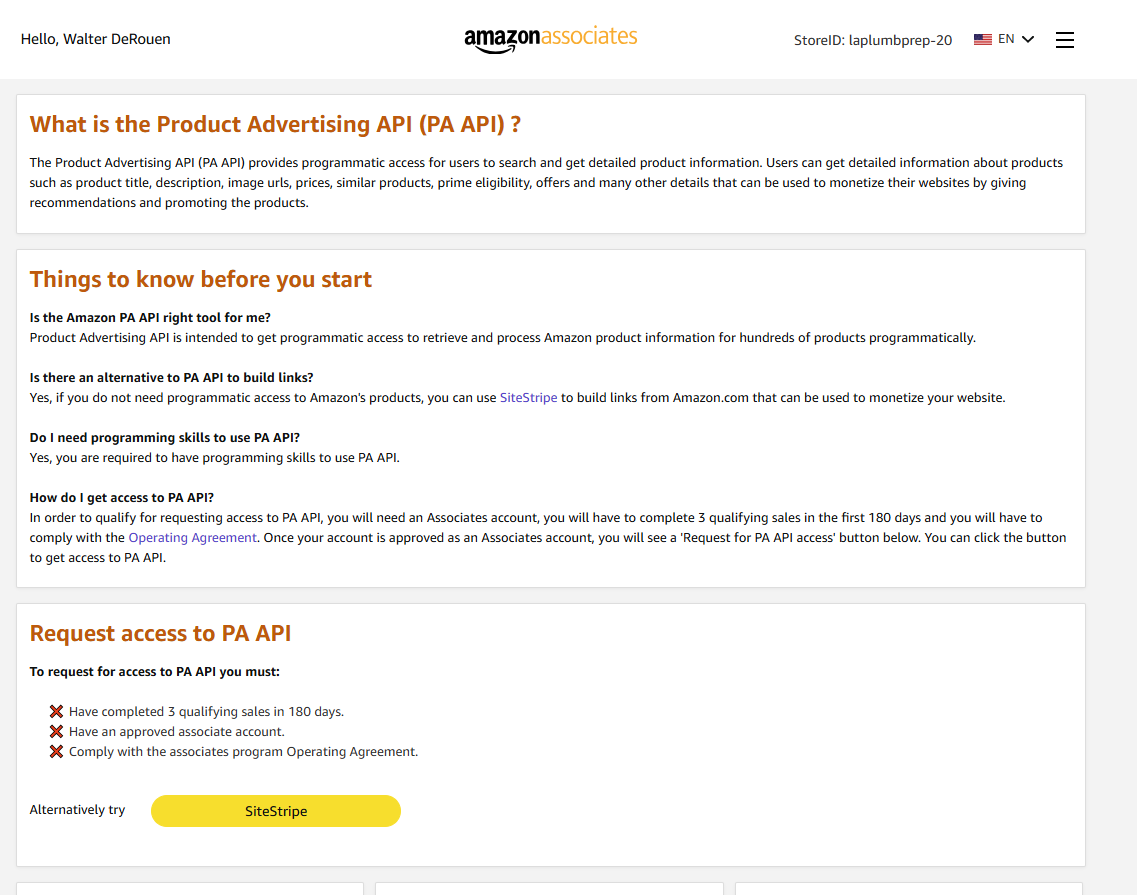 Hello, Walter DeRouen
amazonassociates
StoreID: laplumbprep-20
EN
What is the Product Advertising API (PA API) ?
The Product Advertising API (PA API) provides programmatic access for users to search and get detailed product information. Users can get detailed information about products
such as product title, description, image urls, prices, similar products, prime eligibility, offers and many other details that can be used to monetize their websites by giving
recommendations and promoting the products.
Things to know before you start
Is the Amazon PA API right tool for me?
Product Advertising API is intended to get programmatic access to retrieve and process Amazon product information for hundreds of products programmatically.
Is there an alternative to PA API to build links?
Yes, if you do not need programmatic access to Amazon's products, you can use SiteStripe to build links from Amazon.com that can be used to monetize your website.
Do I need programming skills to use PA API?
Yes, you are required to have programming skills to use PA API.
How do I get access to PA API?
In order to qualify for requesting access to PA API, you will need an Associates account, you will have to complete 3 qualifying sales in the first 180 days and you will have to
comply with the Operating Agreement. Once your account is approved as an Associates account, you will see a 'Request for PA API access' button below. You can click the button
to get access to PA API.
Request access to PA API
To request for access to PA API you must:
Have completed 3 qualifying sales in 180 days.
Have an approved associate account.
Comply with the associates program Operating Agreement.
Alternatively try
SiteStripe